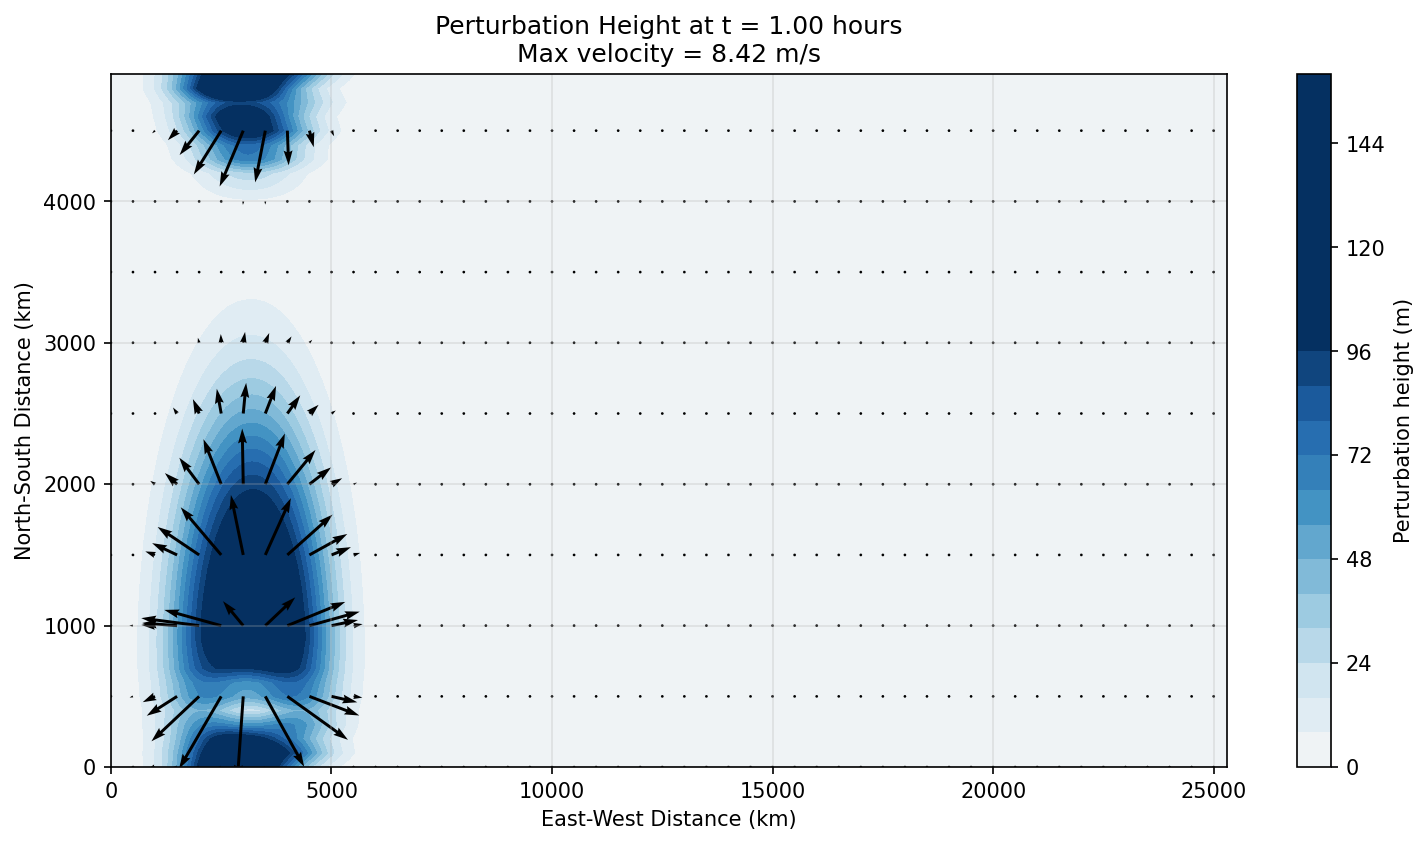 Perturbation Height at t = 1.00 hours
Max velocity = 8.42 m/s
North-South Distance (km)
4000
3000
2000
1000
0
0 5000 10000 15000 20000 25000
East-West Distance (km)
144
120
96
72
48
24
0
Perturbation height (m)